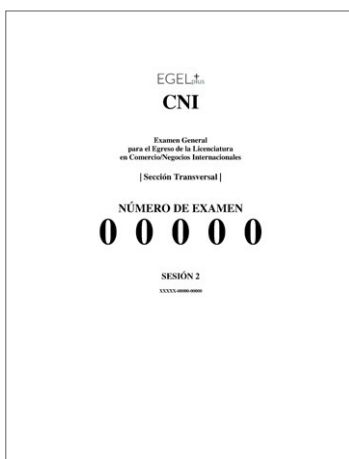 EGEL plus
CNI
Examen General
para el Egreso de la Licenciatura
en Comercio/Negocios Internacionales
| Sección Transversal |
NÚMERO DE EXAMEN
0 0 0 0 0
SESIÓN 2
XXXXX-00000-00000